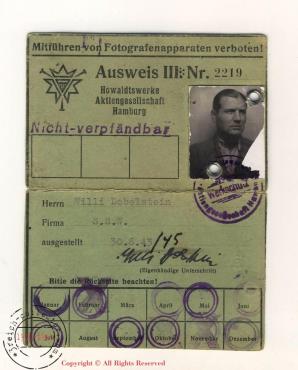 Mitführen von Fotografenapparaten verboten!
Ausweis III: Nr. 2219
Howaldtswerke
Aktiengesellschaft
Hamburg
Nicht-verpfändbar
Herrn Willi Dobelstein
Firma S.S.W.
ausgestellt 30.6.43/45
(Eigenhändige Unterschrift)
Bitte die Rückseite beachten!
Januar Februar März April Mai Juni
Juli August September Oktober November Dezember
Copyright © All Rights Reserved